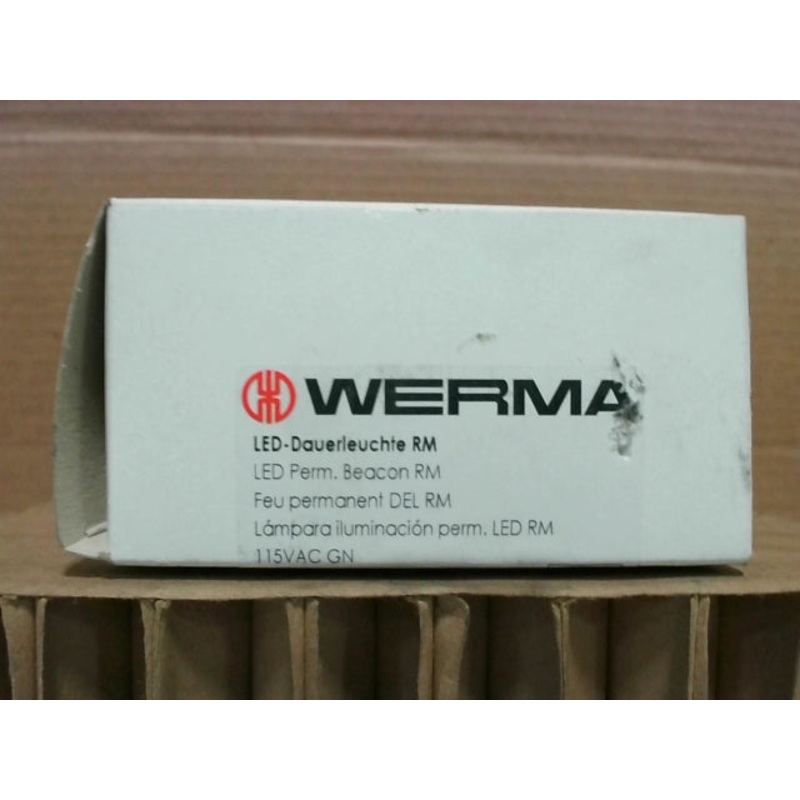 WERMA
LED-Dauerleuchte RM
LED Perm. Beacon RM
Feu permanent DEL RM
Lámpara iluminación perm. LED RM
115VAC GN